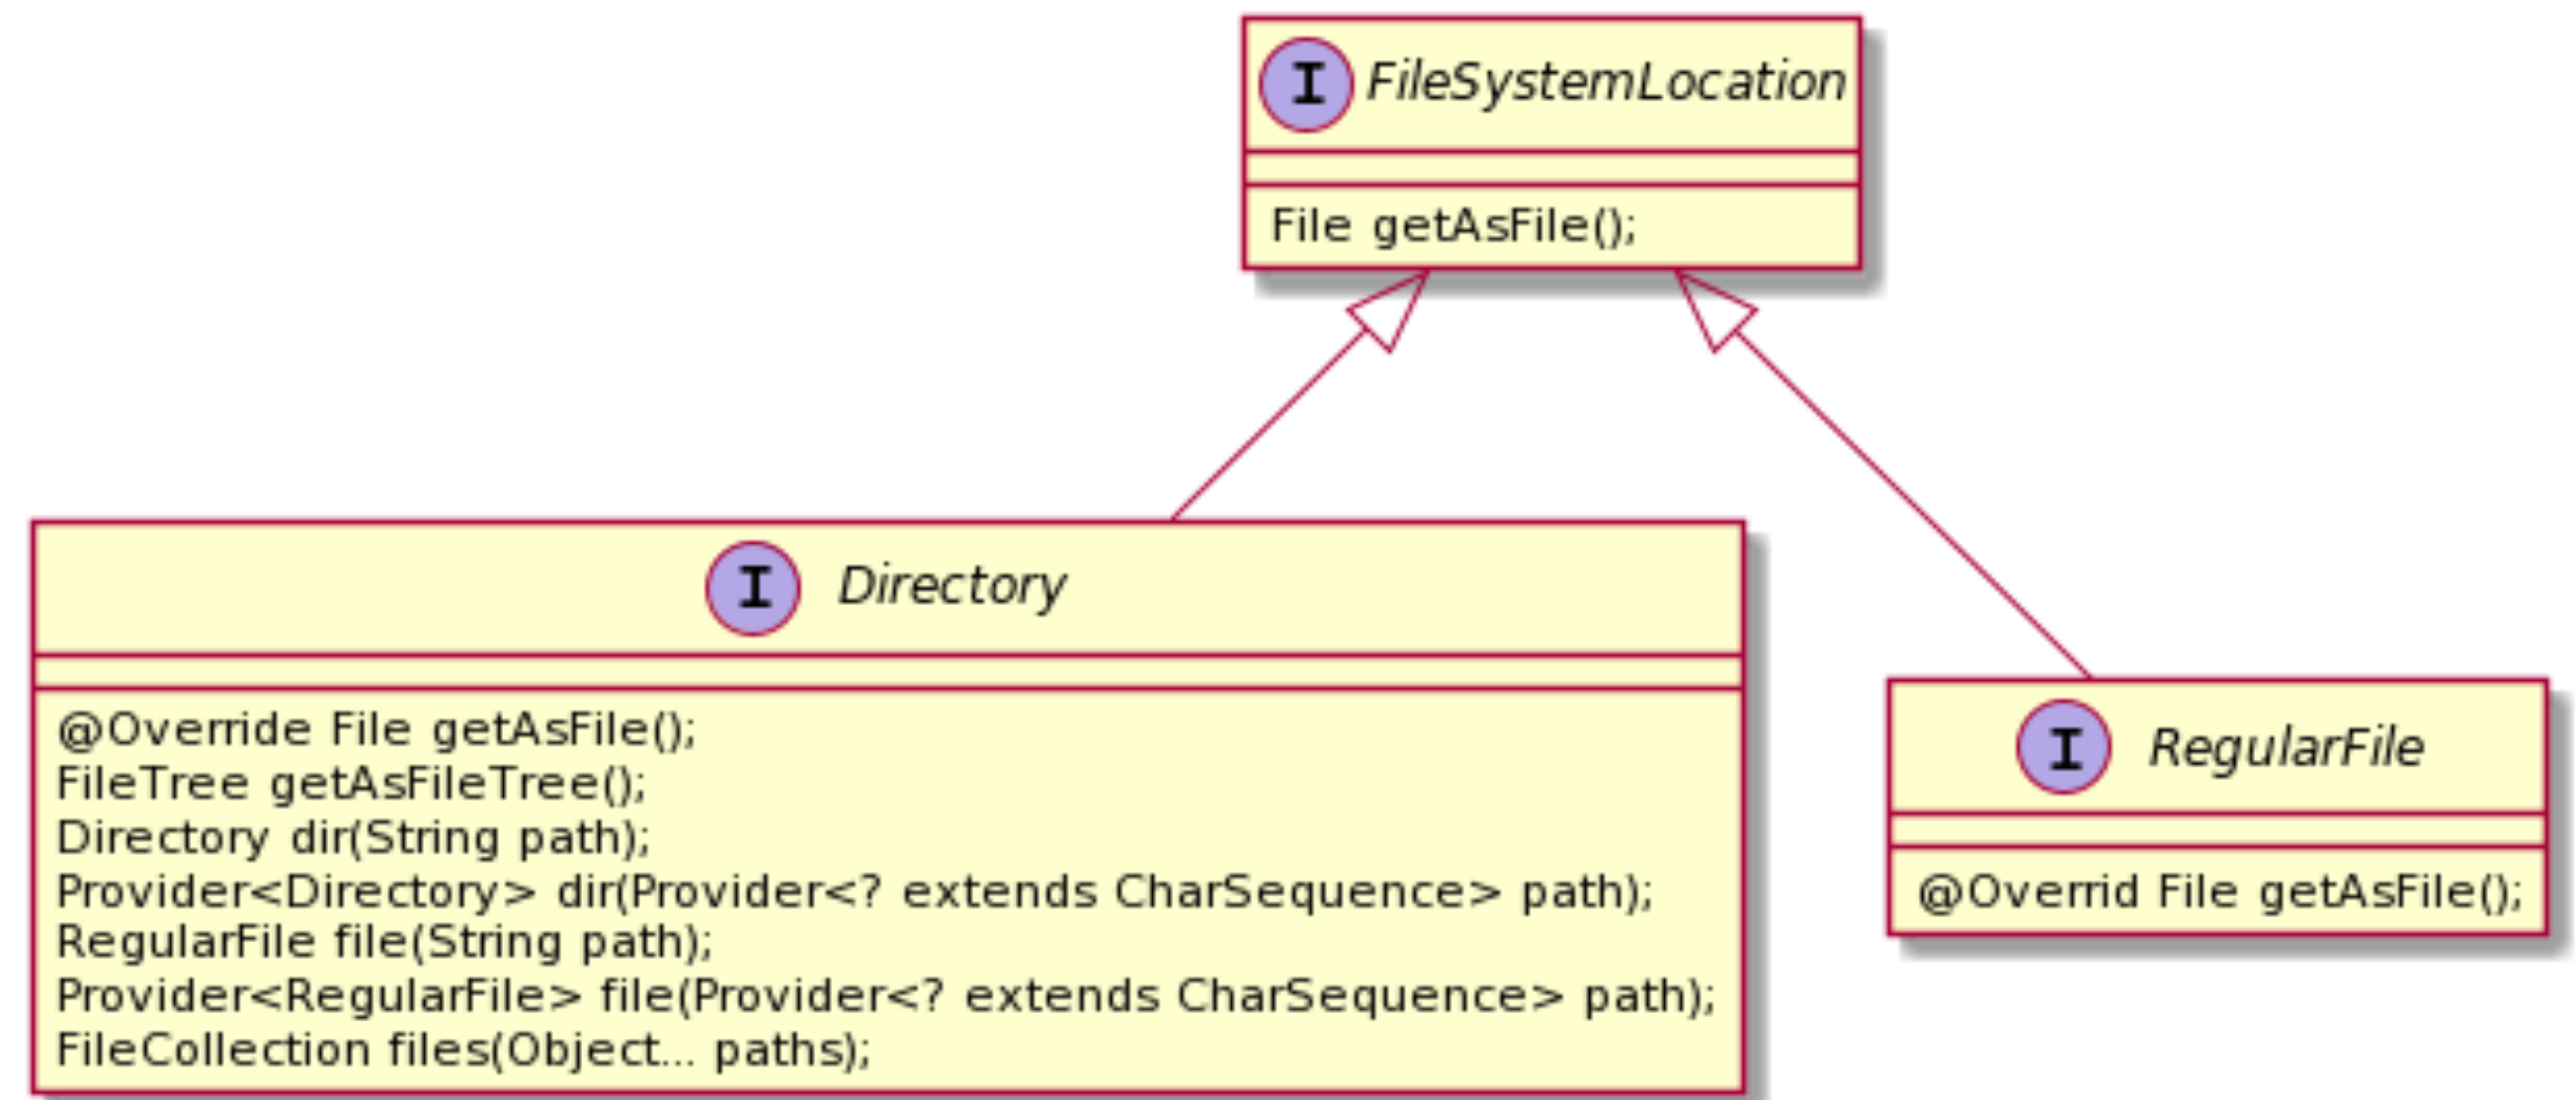 I FileSystemLocation
File getAsFile();
I Directory
@Override File getAsFile();
FileTree getAsFileTree();
Directory dir(String path);
Provider<Directory> dir(Provider<? extends CharSequence> path);
RegularFile file(String path);
Provider<RegularFile> file(Provider<? extends CharSequence> path);
FileCollection files(Object... paths);
I RegularFile
@Overrid File getAsFile();